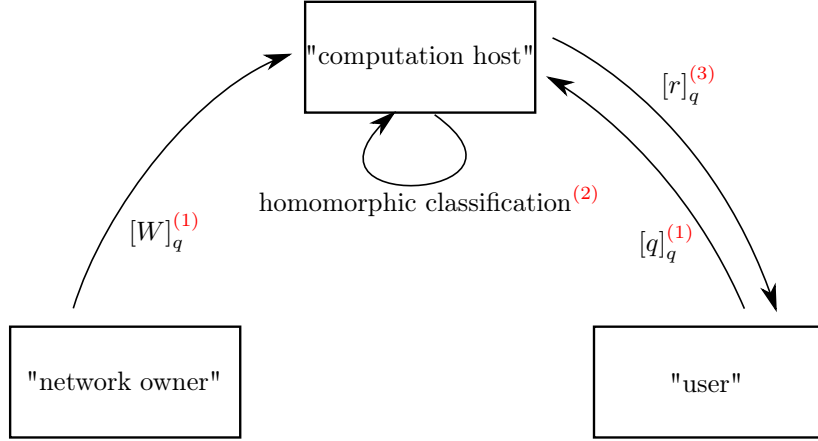 "computation host"
[r]_q^(3)
homomorphic classification^(2)
[W]_q^(1)
[q]_q^(1)
"network owner"
"user"